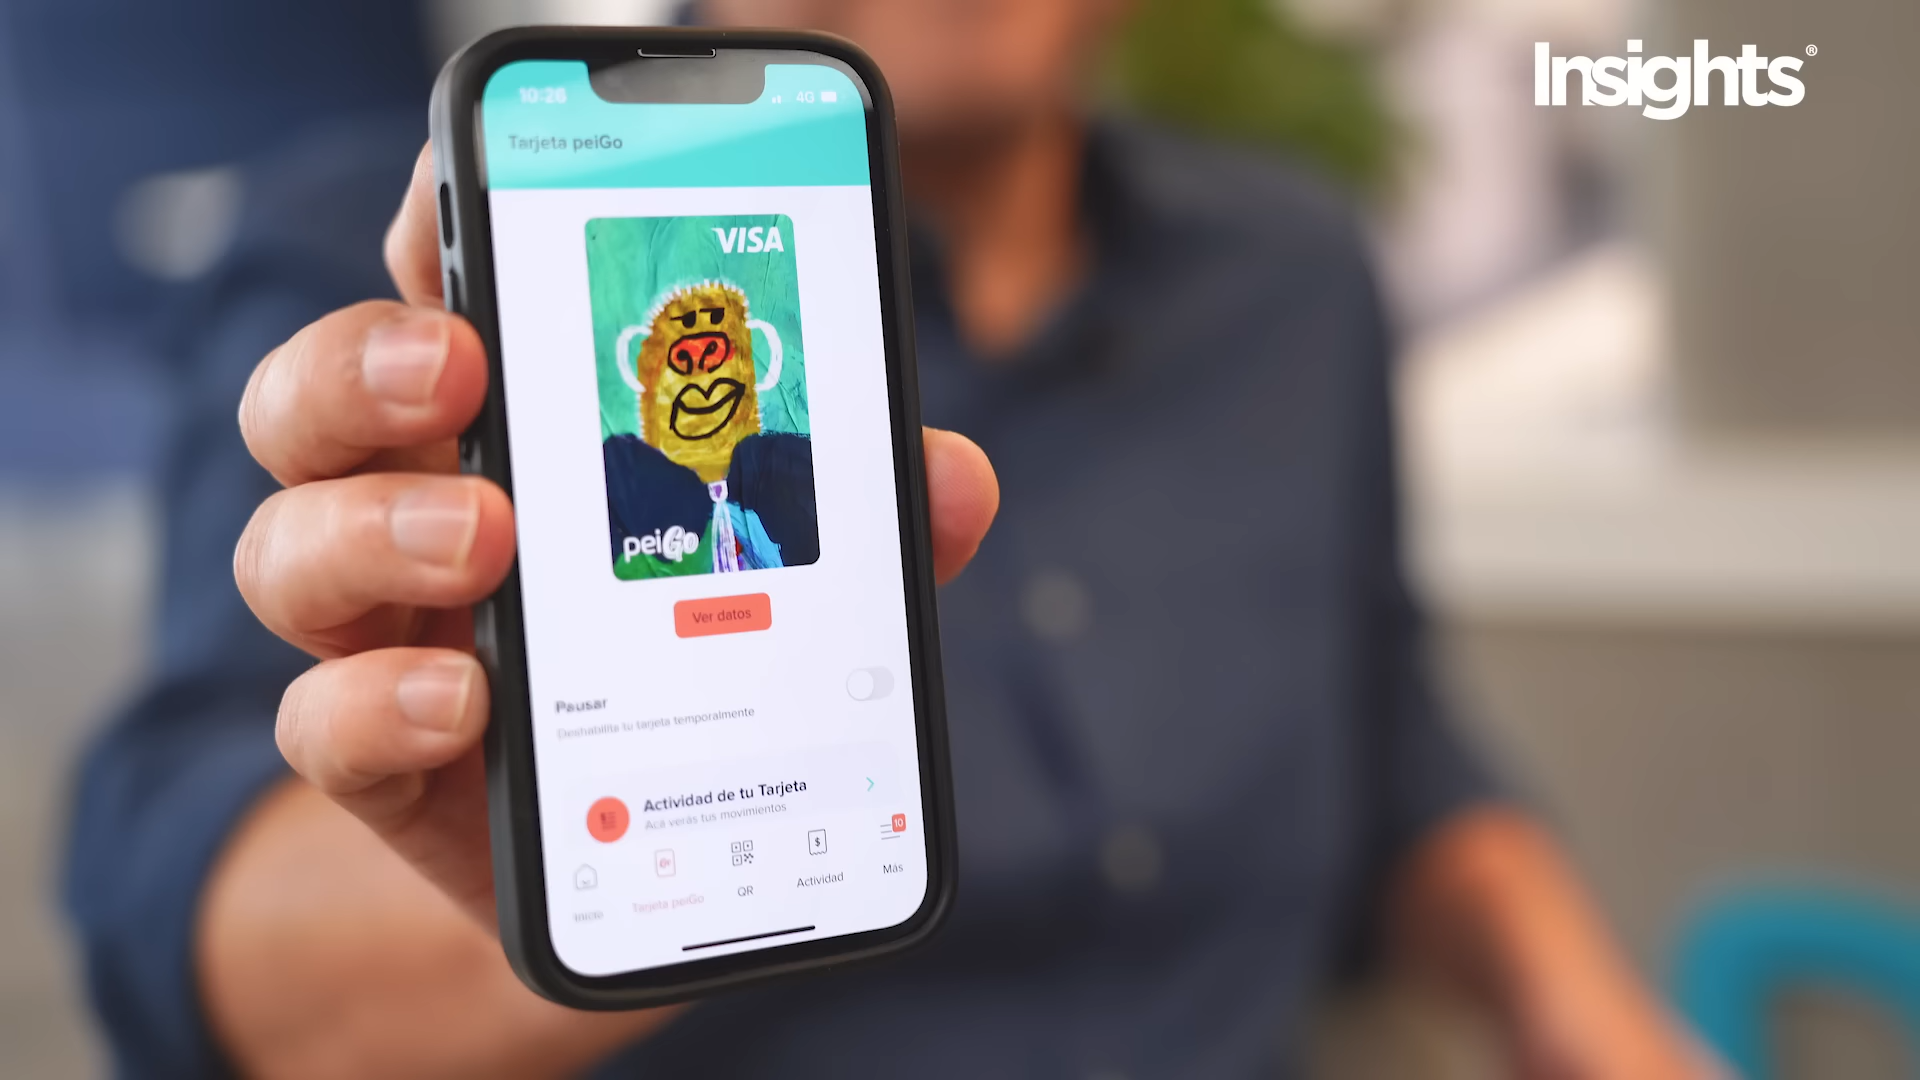 Insights®
10:26
4G
Tarjeta peiGo
VISA
peiGo
Ver datos
Pausar
Deshabilita tu tarjeta temporalmente
Actividad de tu Tarjeta
Acá verás tus movimientos
10
$
Inicio
Tarjeta peiGo
QR
Actividad
Más